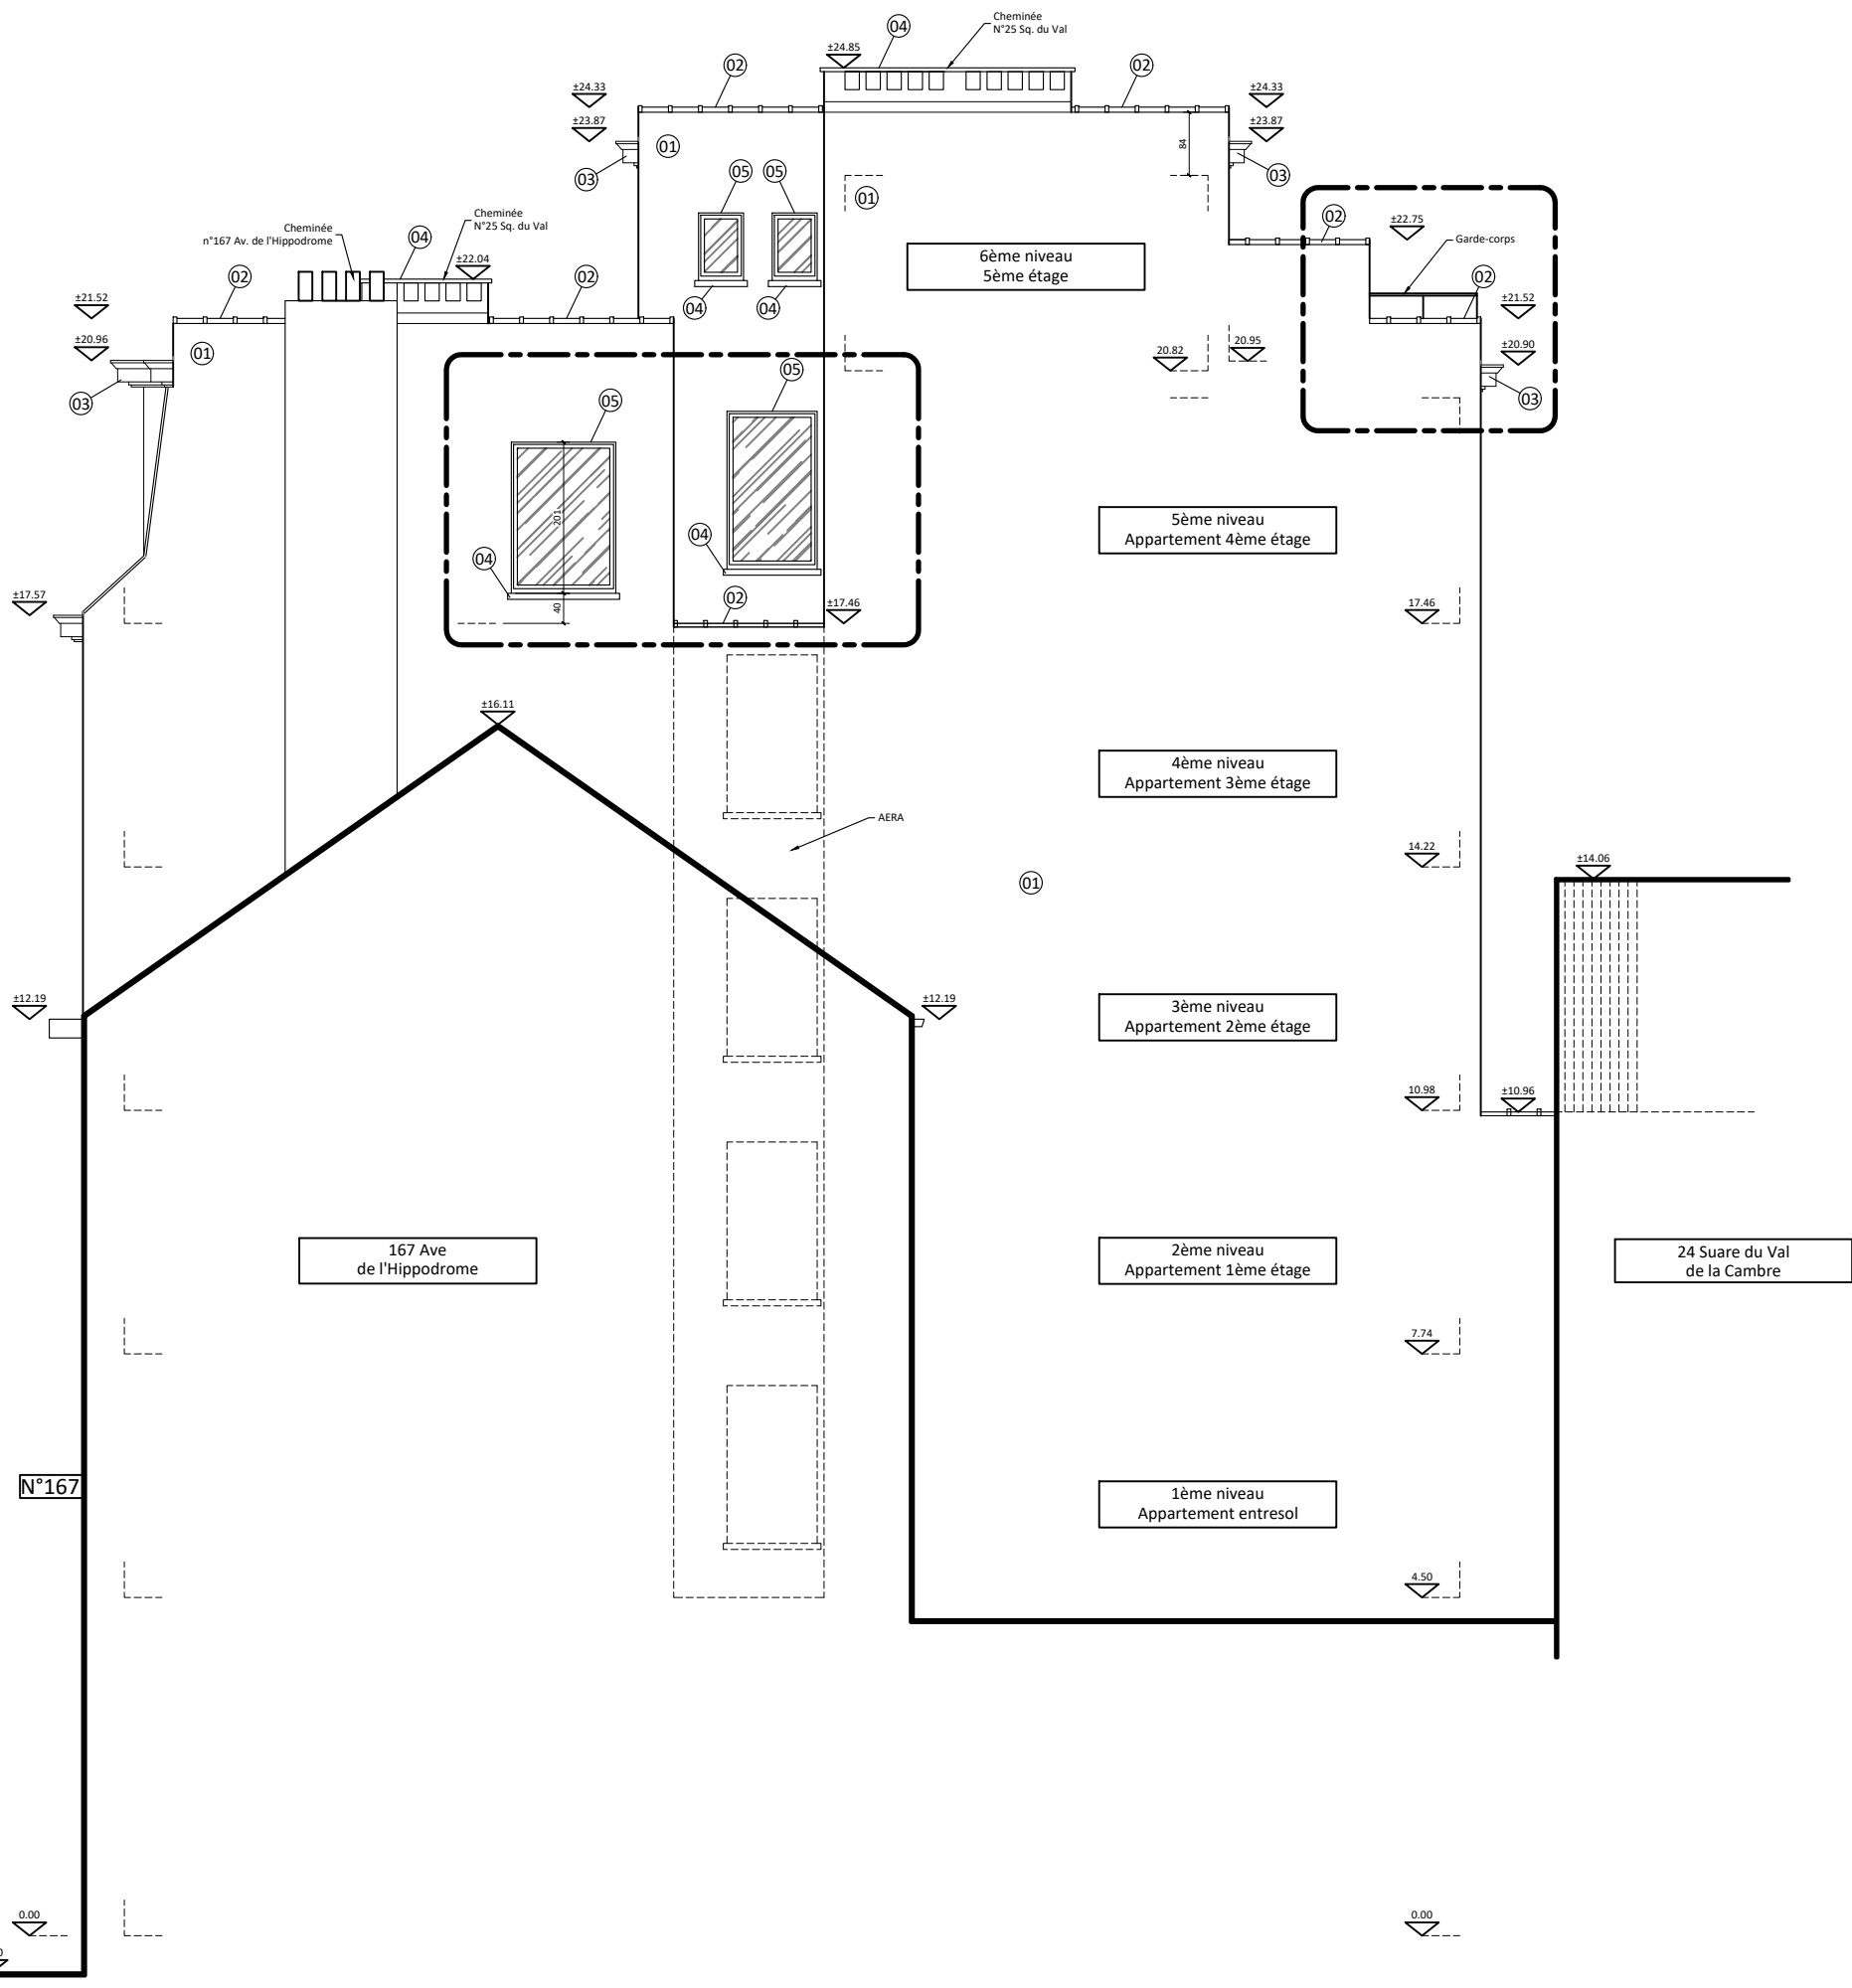 Cheminée
N°25 Sq. du Val
04
±24.85
02
02
±24.33
±24.33
±23.87
±23.87
01
84
03
03
05
05
01
02
±22.75
Garde-corps
Cheminée
N°25 Sq. du Val
Cheminée
n°167 Av. de l'Hippodrome
04
±22.04
6ème niveau
5ème étage
02
02
02
04
04
±21.52
±21.52
±20.96
01
20.82
20.95
±20.90
03
05
05
03
201
5ème niveau
Appartement 4ème étage
04
04
40
02
±17.57
±17.46
17.46
±16.11
4ème niveau
Appartement 3ème étage
AERA
14.22
±14.06
01
±12.19
±12.19
3ème niveau
Appartement 2ème étage
10.98
±10.96
167 Ave
de l'Hippodrome
2ème niveau
Appartement 1ème étage
24 Suare du Val
de la Cambre
7.74
N°167
1ème niveau
Appartement entresol
4.50
0.00
0.00